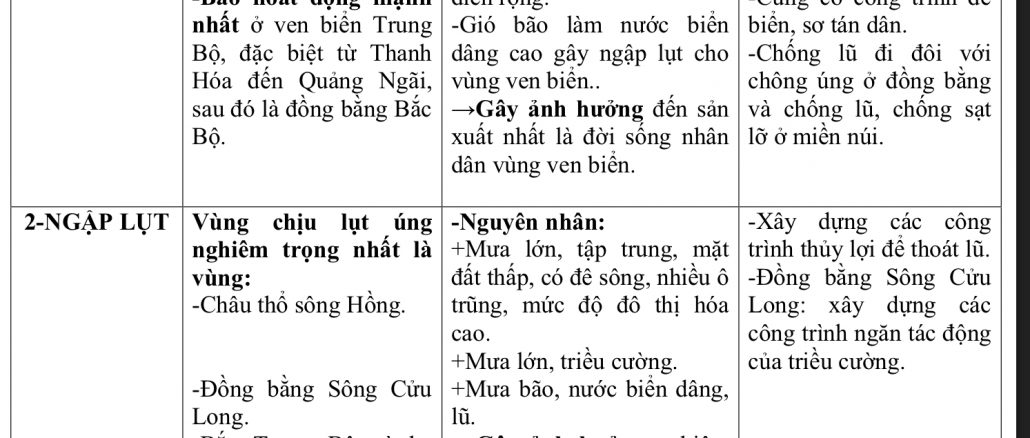 nhất ở ven biển Trung
Bộ, đặc biệt từ Thanh
Hóa đến Quảng Ngãi,
sau đó là đồng bằng Bắc
Bộ.
-Gió bão làm nước biển
dâng cao gây ngập lụt cho
vùng ven biển..
→Gây ảnh hưởng đến sản
xuất nhất là đời sống nhân
dân vùng ven biển.
biển, sơ tán dân.
-Chống lũ đi đôi với
chông úng ở đồng bằng
và chống lũ, chống sạt
lỡ ở miền núi.
2-NGẬP LỤT
Vùng chịu lụt úng
nghiêm trọng nhất là
vùng:
-Châu thổ sông Hồng.
-Đồng bằng Sông Cửu
Long.
-Nguyên nhân:
+Mưa lớn, tập trung, mặt
đất thấp, có đê sông, nhiều ô
trũng, mức độ đô thị hóa
cao.
+Mưa lớn, triều cường.
+Mưa bão, nước biển dâng,
lũ.
-Xây dựng các công
trình thủy lợi để thoát lũ.
-Đồng bằng Sông Cửu
Long: xây dựng các
công trình ngăn tác động
của triều cường.